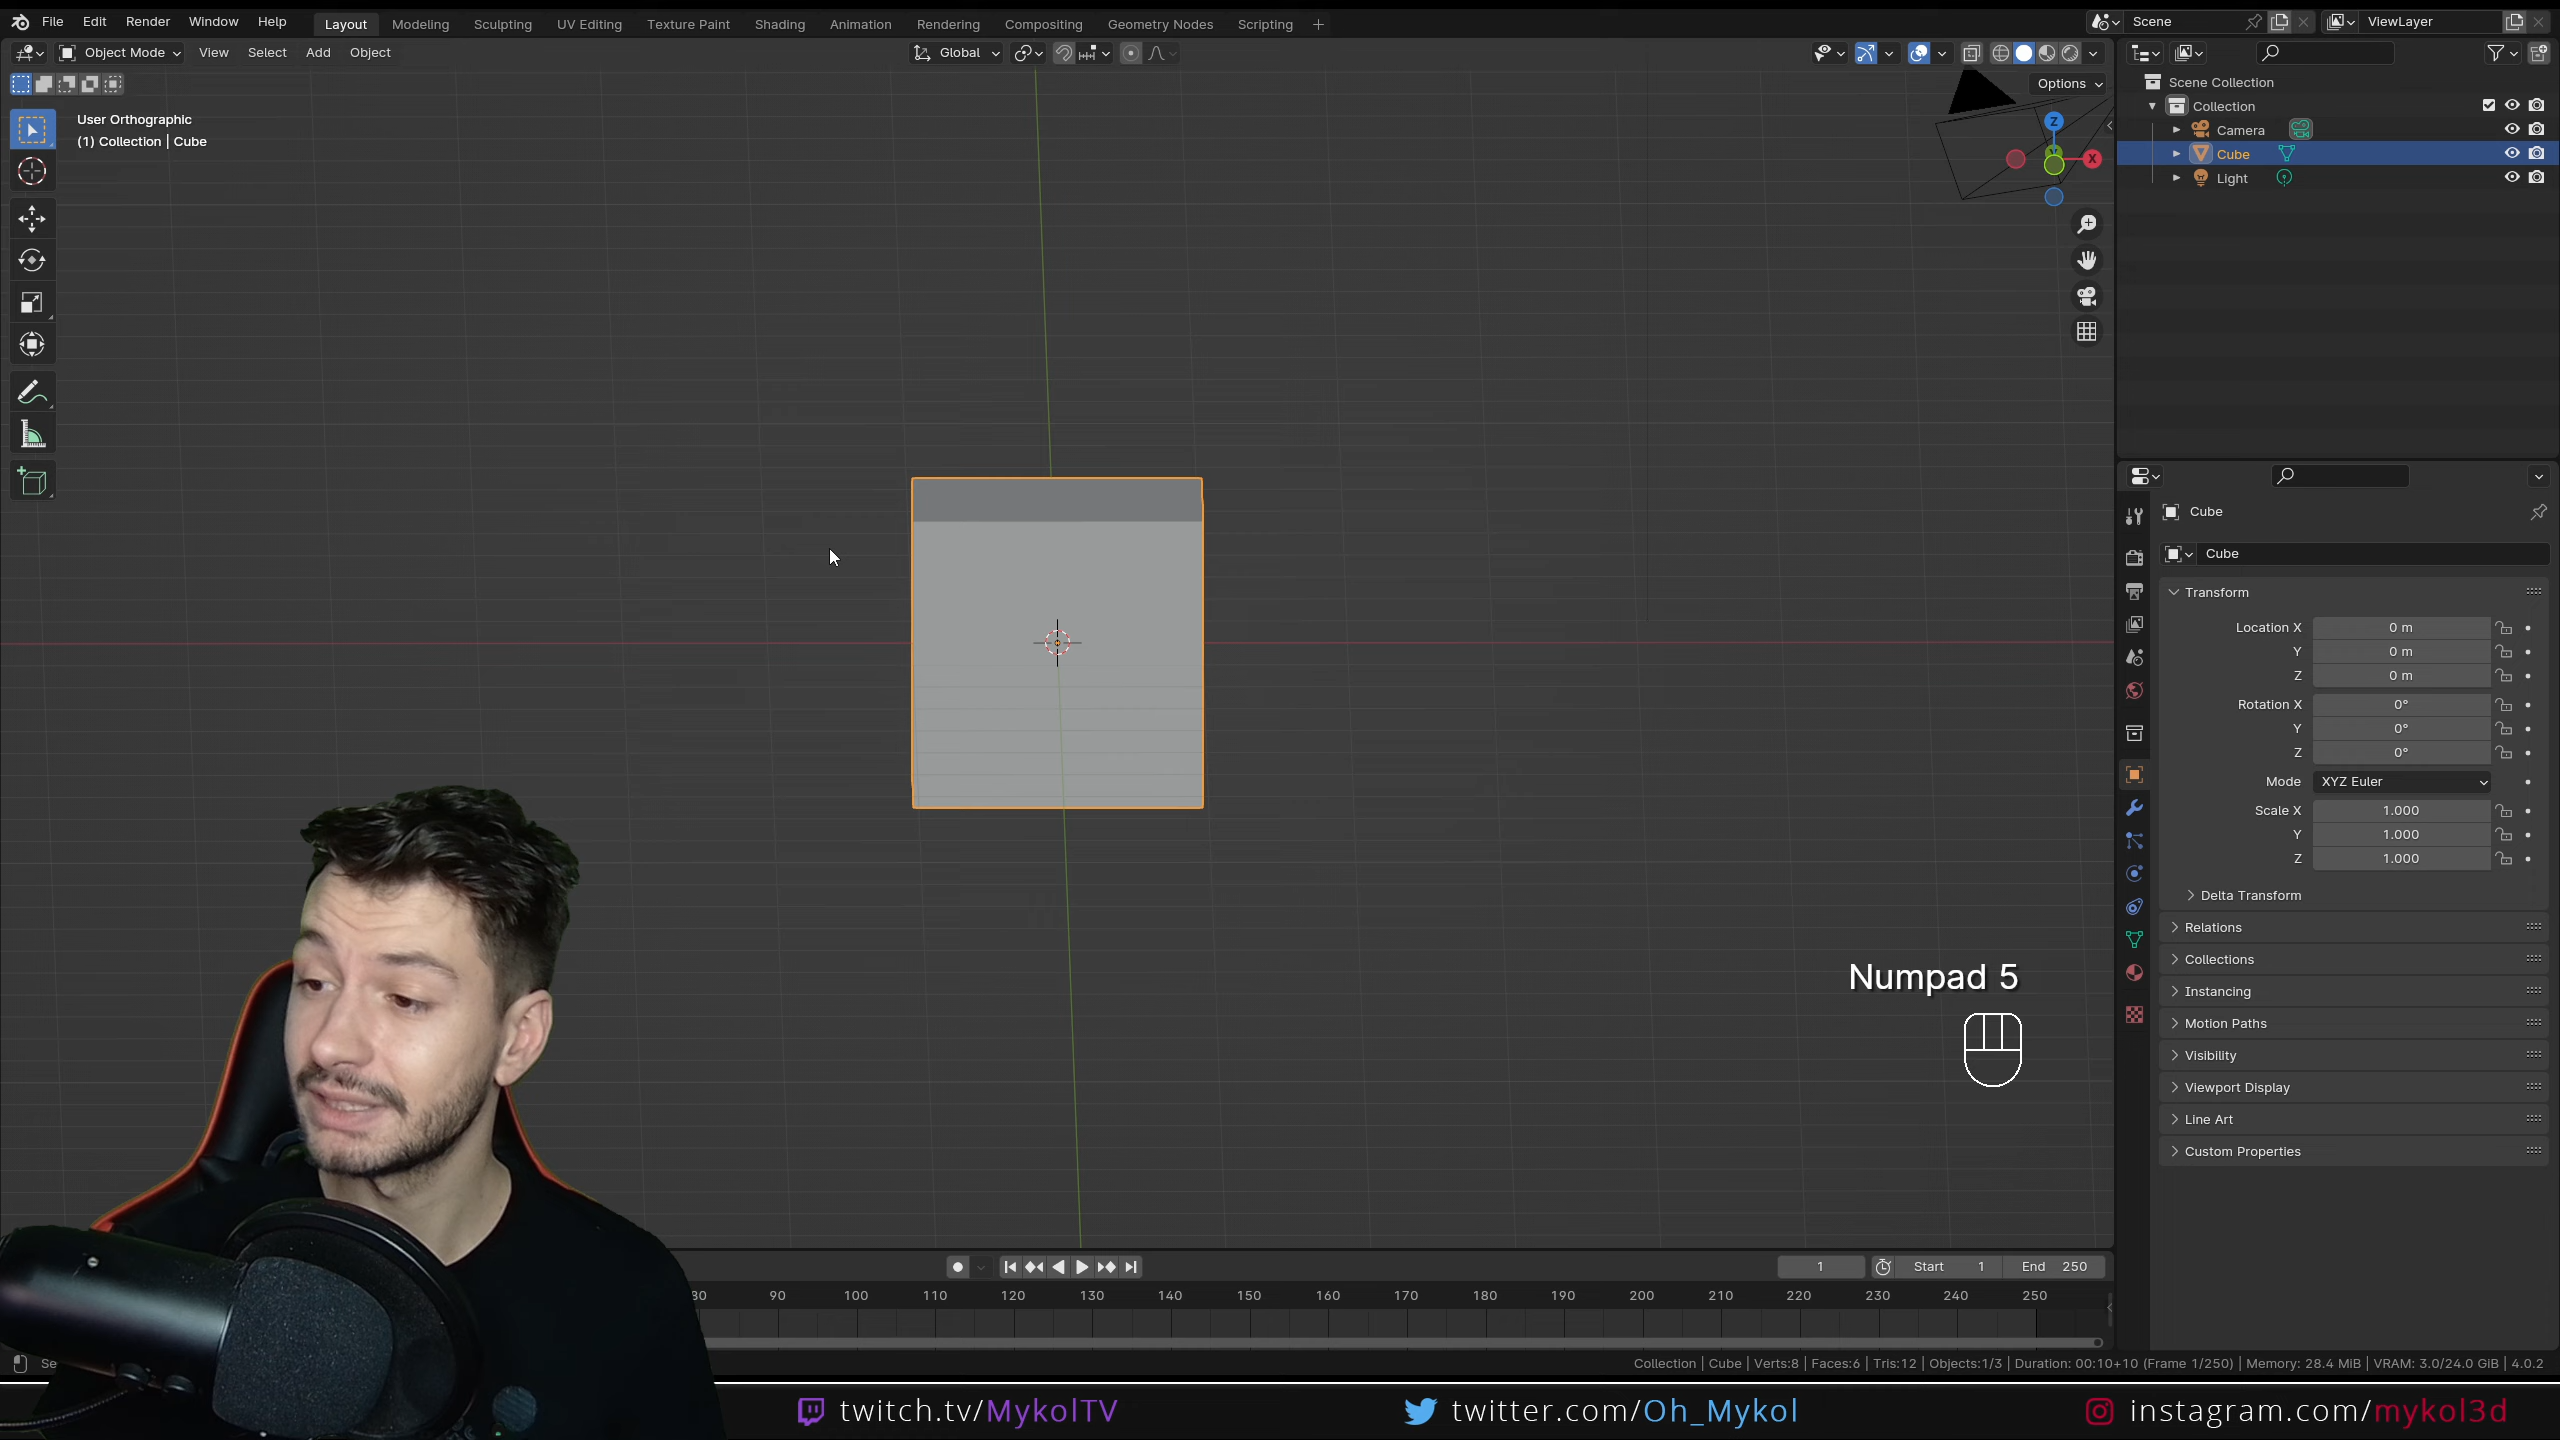 File Edit Render Window Help Layout Modeling Sculpting UV Editing Texture Paint Shading Animation Rendering Compositing Geometry Nodes Scripting + Scene ViewLayer
Object Mode View Select Add Object Global
Options
User Orthographic
(1) Collection | Cube
Z
X
Scene Collection
Collection
Camera
Cube
Light
Cube
Cube
Transform
Location X 0 m
Y 0 m
Z 0 m
Rotation X 0°
Y 0°
Z 0°
Mode XYZ Euler
Scale X 1.000
Y 1.000
Z 1.000
Delta Transform
Relations
Collections
Instancing
Motion Paths
Visibility
Viewport Display
Line Art
Custom Properties
Numpad 5
1 Start 1 End 250
80 90 100 110 120 130 140 150 160 170 180 190 200 210 220 230 240 250
Se
Collection | Cube | Verts:8 | Faces:6 | Tris:12 | Objects:1/3 | Duration: 00:10+10 (Frame 1/250) | Memory: 28.4 MiB | VRAM: 3.0/24.0 GiB | 4.0.2
twitch.tv/MykolTV twitter.com/Oh_Mykol instagram.com/mykol3d